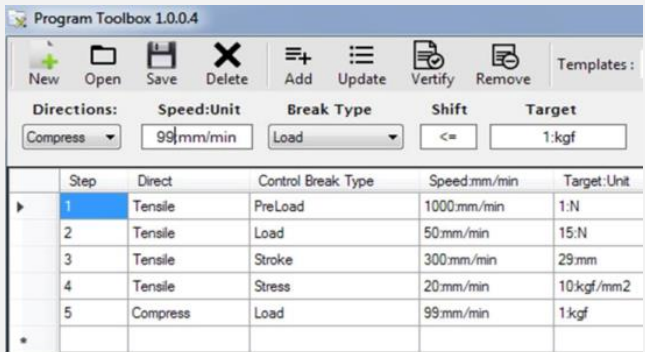 Program Toolbox 1.0.0.4
New Open Save Delete Add Update Vertify Remove Templates :
Directions: Speed:Unit Break Type Shift Target
Compress 99:mm/min Load <= 1:kgf
Step Direct Control Break Type Speed:mm/min Target:Unit
1 Tensile PreLoad 1000:mm/min 1:N
2 Tensile Load 50:mm/min 15:N
3 Tensile Stroke 300:mm/min 29:mm
4 Tensile Stress 20:mm/min 10:kgf/mm2
5 Compress Load 99:mm/min 1:kgf